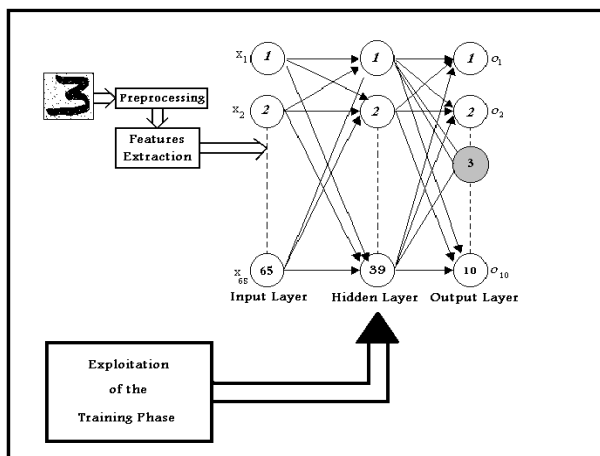 X1 1 1 1 O1
3 Preprocessing
X2 2 2 2 O2
Features
Extraction
3
X65 65 39 10 O10
Input Layer Hidden Layer Output Layer
Exploitation
of the
Training Phase